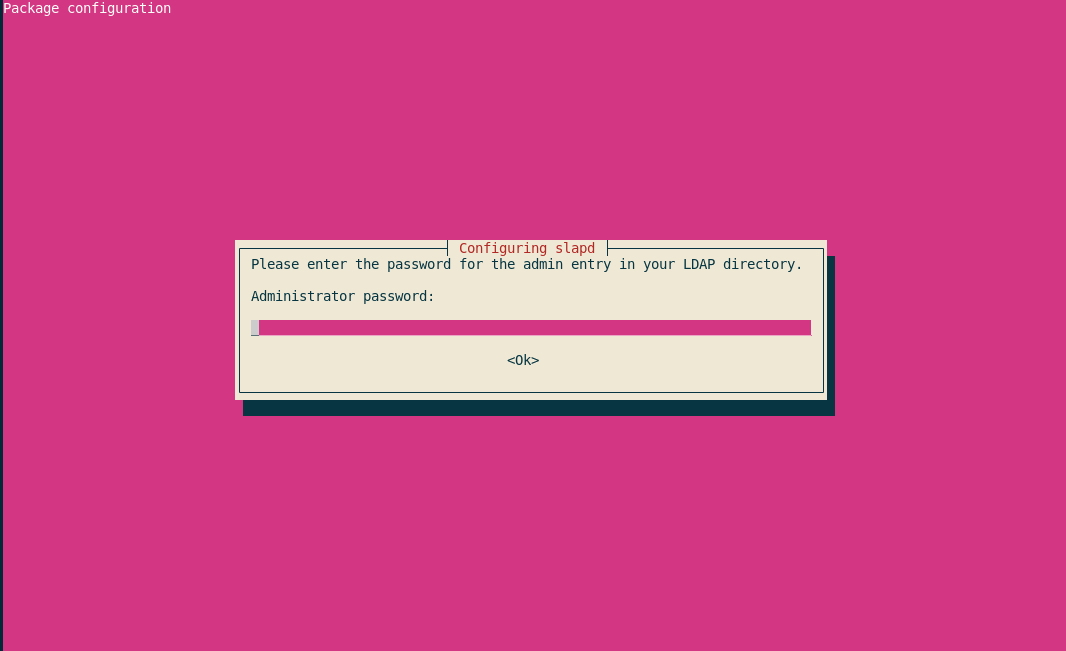 Package configuration
Configuring slapd
Please enter the password for the admin entry in your LDAP directory.
Administrator password:
<Ok>